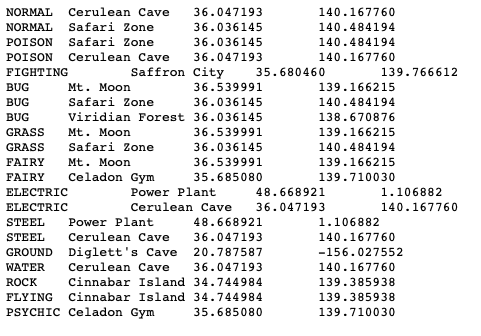 NORMAL Cerulean Cave 36.047193 140.167760
NORMAL Safari Zone 36.036145 140.484194
POISON Safari Zone 36.036145 140.484194
POISON Cerulean Cave 36.047193 140.167760
FIGHTING Saffron City 35.680460 139.766612
BUG Mt. Moon 36.539991 139.166215
BUG Safari Zone 36.036145 140.484194
BUG Viridian Forest 36.036145 138.670876
GRASS Mt. Moon 36.539991 139.166215
GRASS Safari Zone 36.036145 140.484194
FAIRY Mt. Moon 36.539991 139.166215
FAIRY Celadon Gym 35.685080 139.710030
ELECTRIC Power Plant 48.668921 1.106882
ELECTRIC Cerulean Cave 36.047193 140.167760
STEEL Power Plant 48.668921 1.106882
STEEL Cerulean Cave 36.047193 140.167760
GROUND Diglett's Cave 20.787587 -156.027552
WATER Cerulean Cave 36.047193 140.167760
ROCK Cinnabar Island 34.744984 139.385938
FLYING Cinnabar Island 34.744984 139.385938
PSYCHIC Celadon Gym 35.685080 139.710030